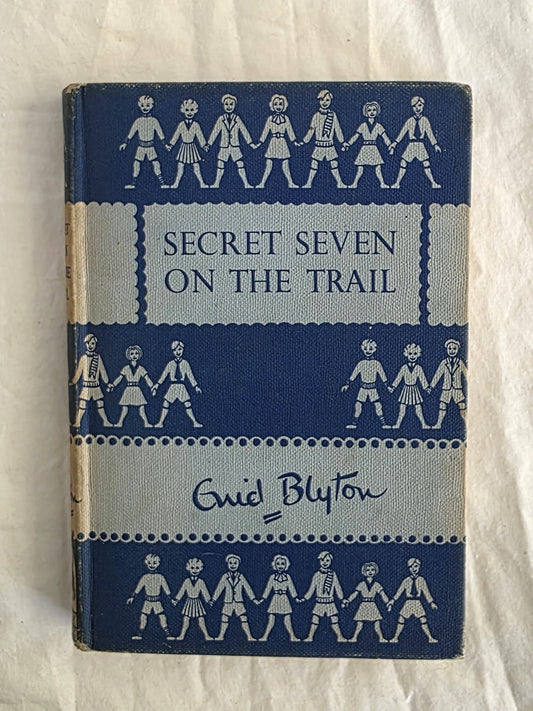 SECRET SEVEN
ON THE TRAIL
Enid Blyton